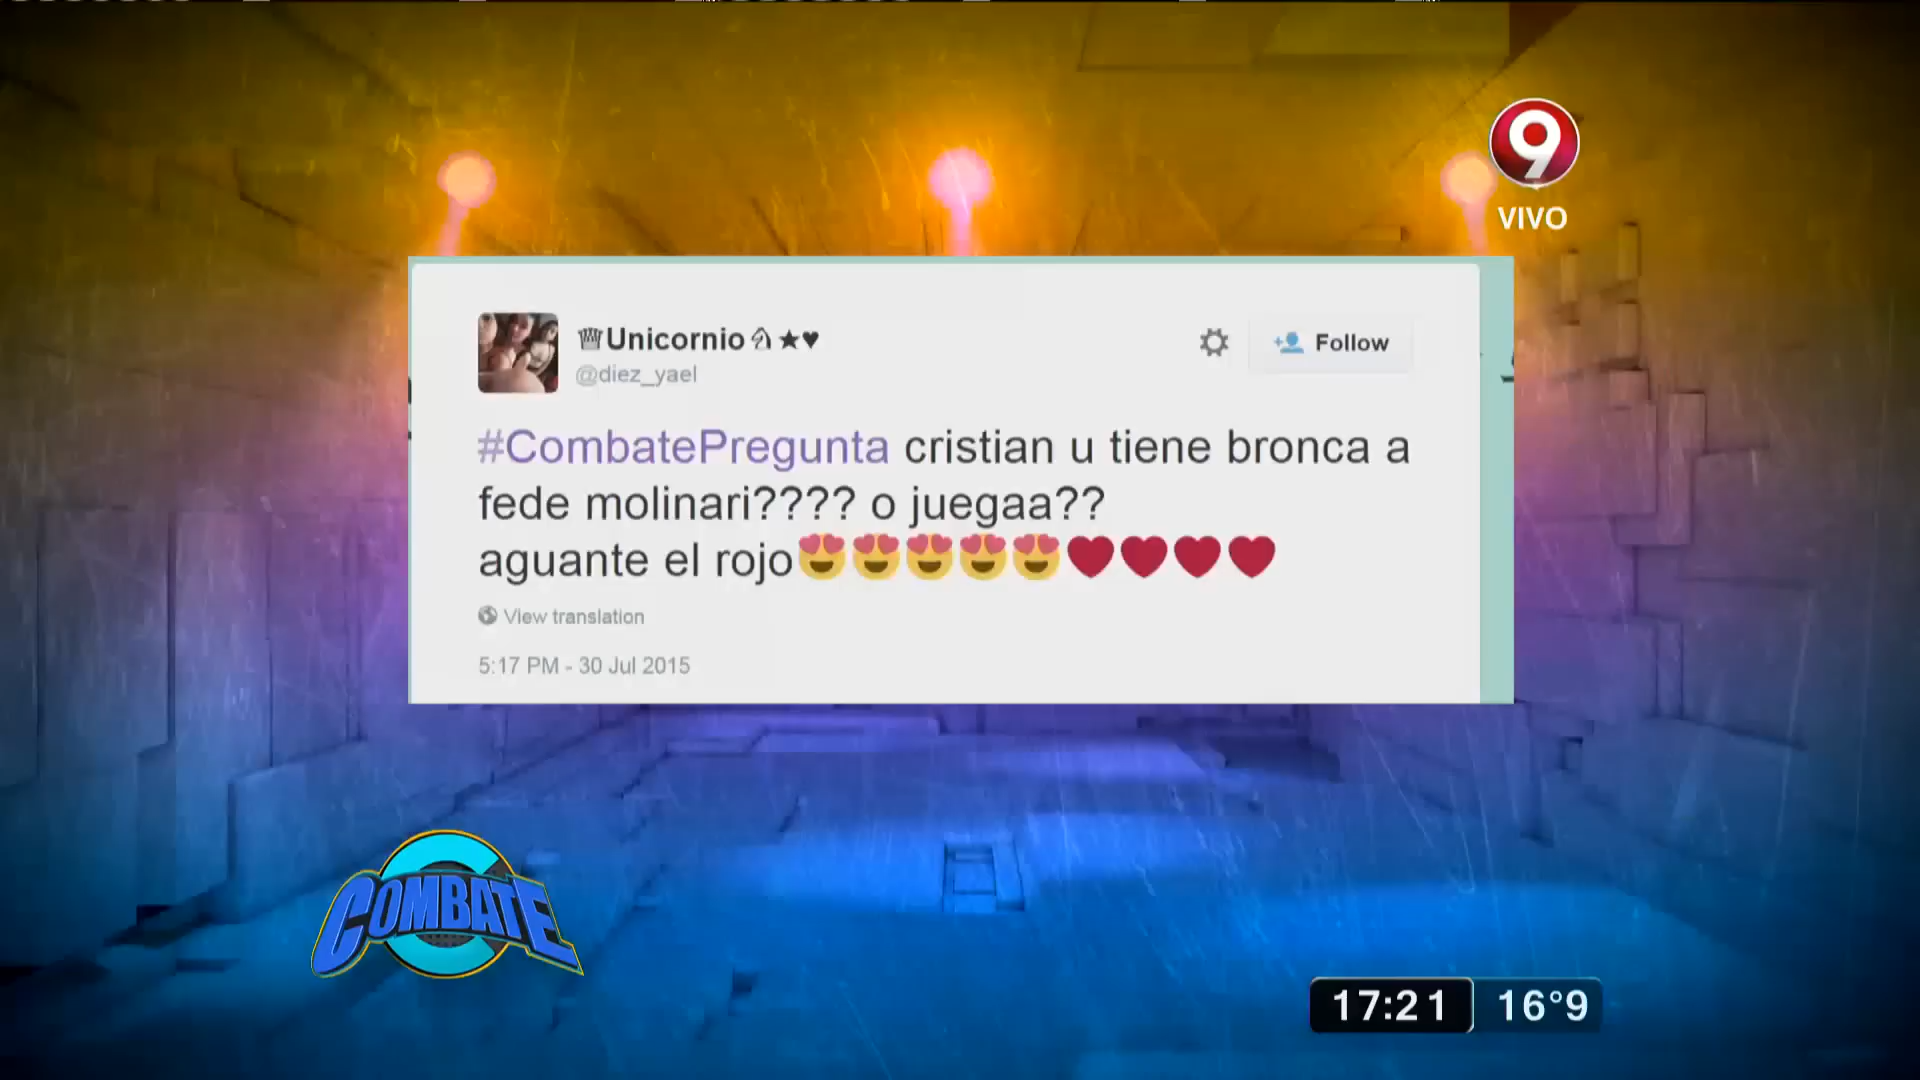 9
VIVO
♕Unicornio♘★♥
@diez_yael
Follow
#CombatePregunta cristian u tiene bronca a
fede molinari???? o juegaa??
aguante el rojo😍😍😍😍😍❤❤❤❤
View translation
5:17 PM - 30 Jul 2015
COMBATE
17:21 16°9